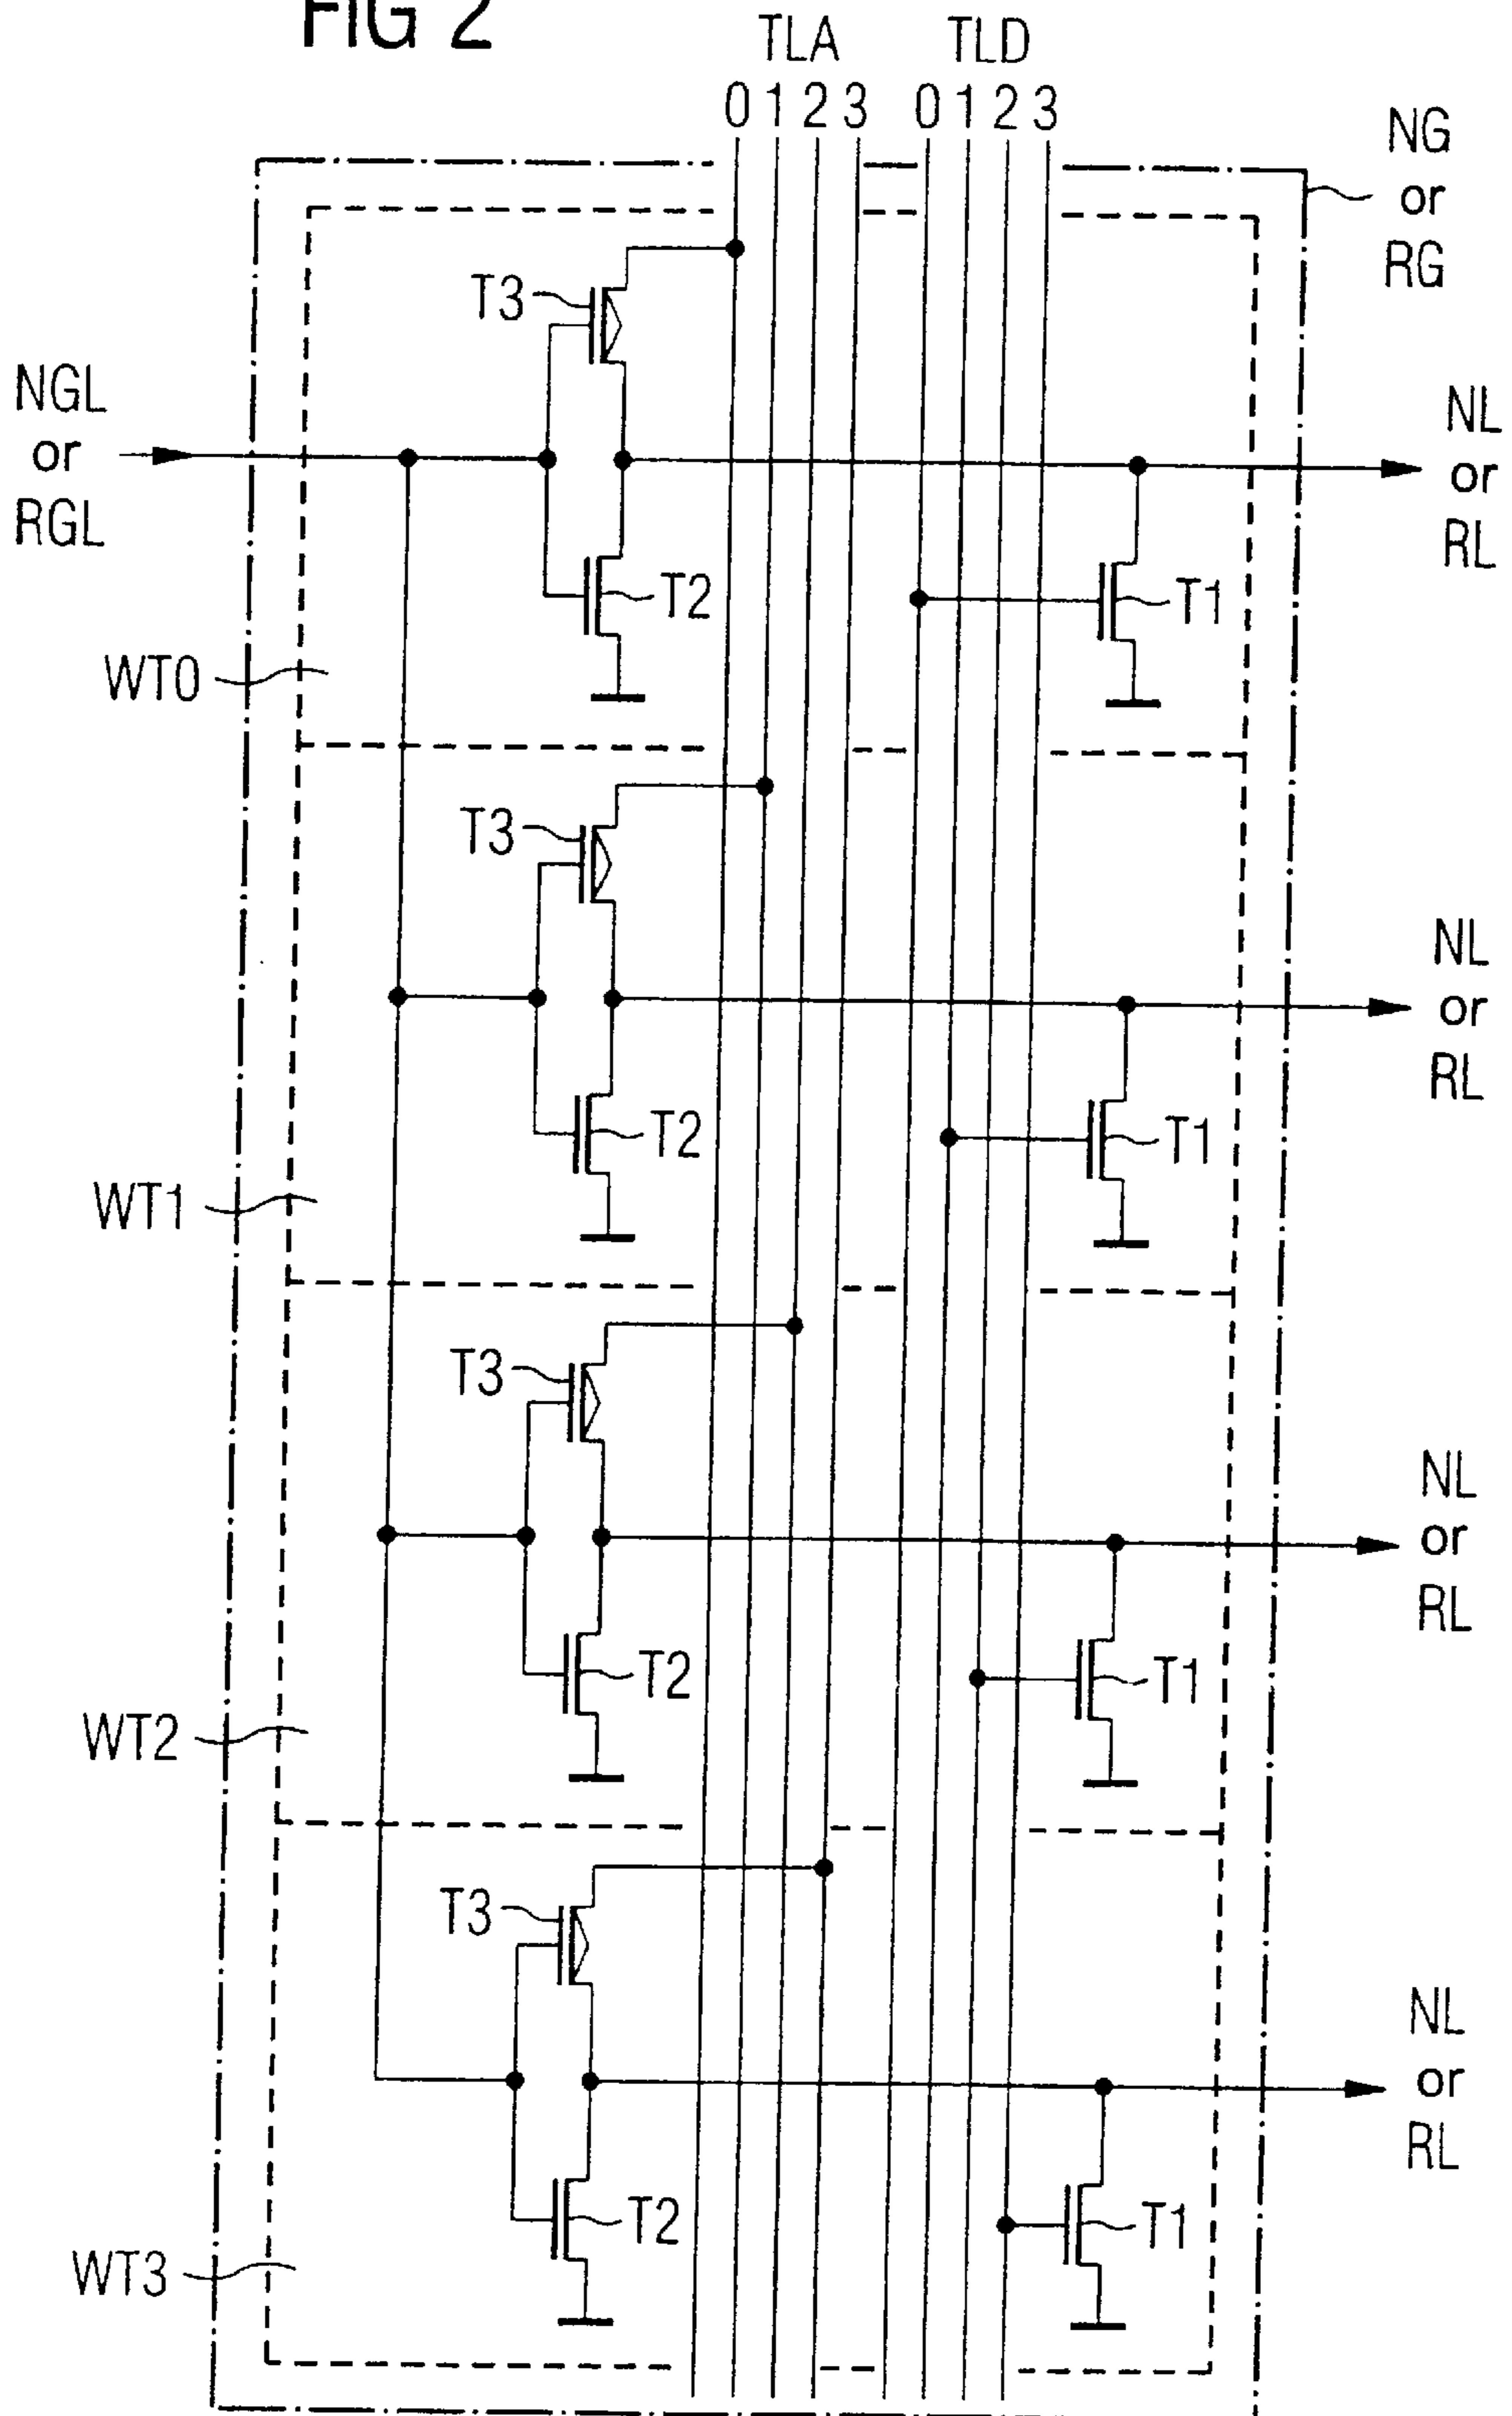 FIG 2
TLA TLD
0 1 2 3 0 1 2 3
NG
or
RG
T3
NGL
or
RGL
NL
or
RL
T2
T1
WT0
T3
NL
or
RL
T2
T1
WT1
T3
NL
or
RL
T2
T1
WT2
T3
NL
or
RL
T2
T1
WT3